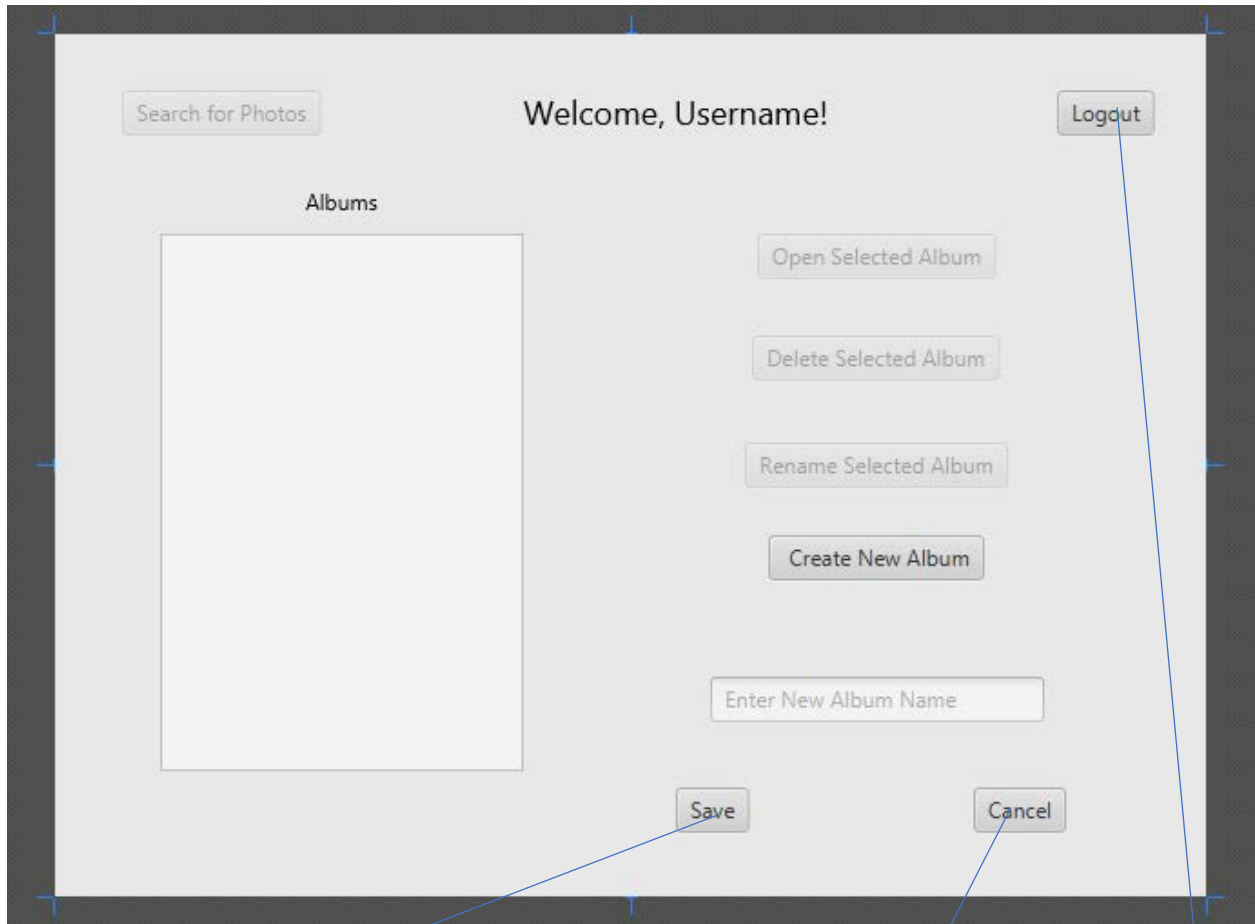 Search for Photos
Welcome, Username!
Logout
Albums
Open Selected Album
Delete Selected Album
Rename Selected Album
Create New Album
Enter New Album Name
Save
Cancel